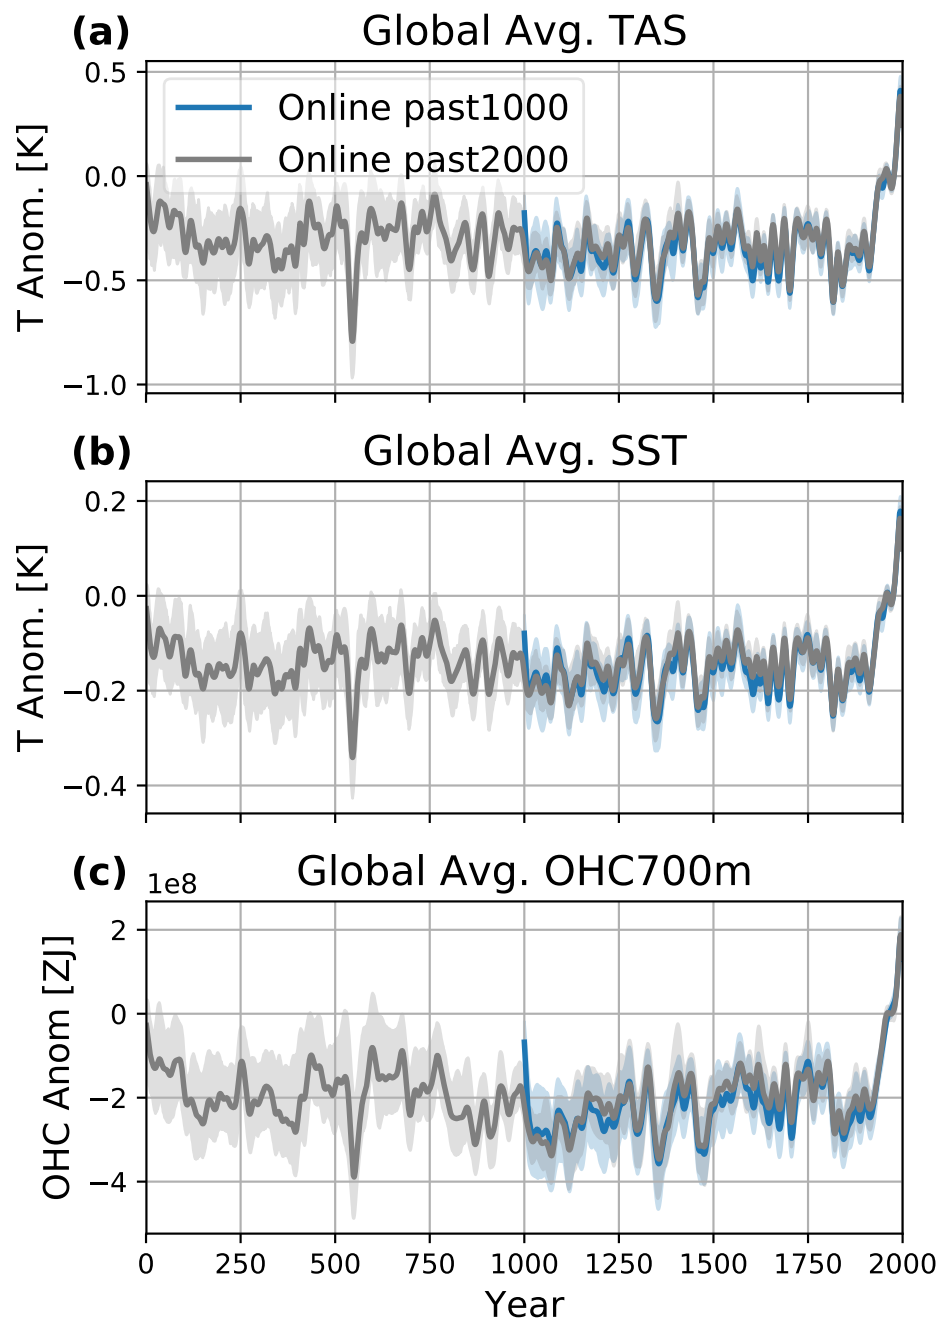 (a) Global Avg. TAS
T Anom. [K]
0.5
0.0
−0.5
−1.0
Online past1000
Online past2000
(b) Global Avg. SST
T Anom. [K]
0.2
0.0
−0.2
−0.4
(c) Global Avg. OHC700m
1e8
OHC Anom [ZJ]
2
0
−2
−4
0 250 500 750 1000 1250 1500 1750 2000
Year